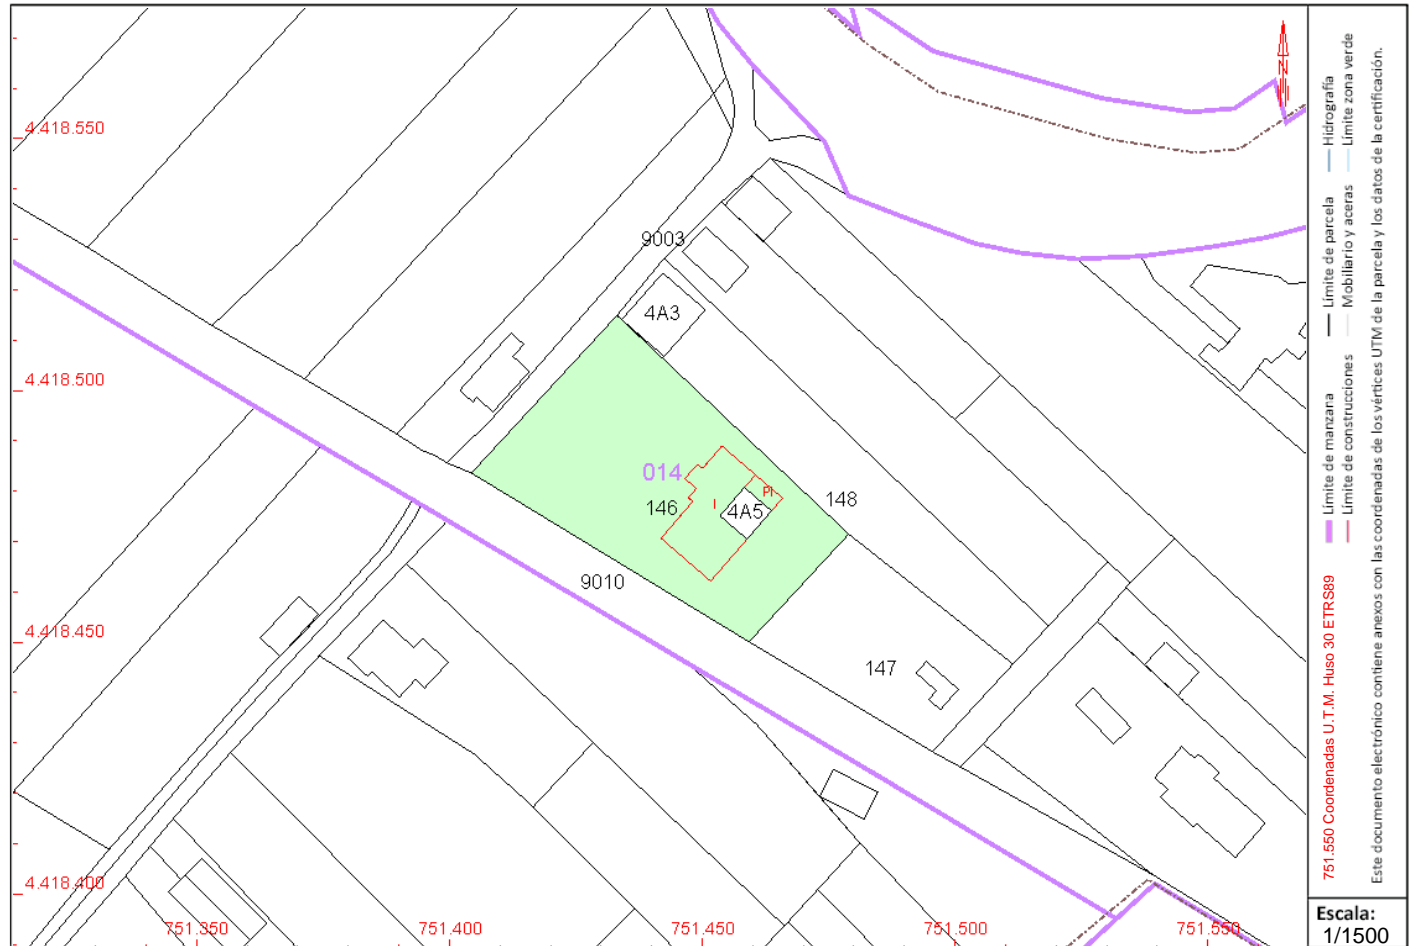 4.418.550
4.418.500
4.418.450
4.418.400
751.350
751.400
751.450
751.500
751.550
9003
4A3
014
146
I
PI
4A5
148
9010
147
N
Hidrografía
Límite zona verde
Límite de parcela
Mobiliario y aceras
Límite de manzana
Límite de construcciones
751.550 Coordenadas U.T.M. Huso 30 ETRS89
Este documento electrónico contiene anexos con las coordenadas de los vértices UTM de la parcela y los datos de la certificación.
Escala:
1/1500